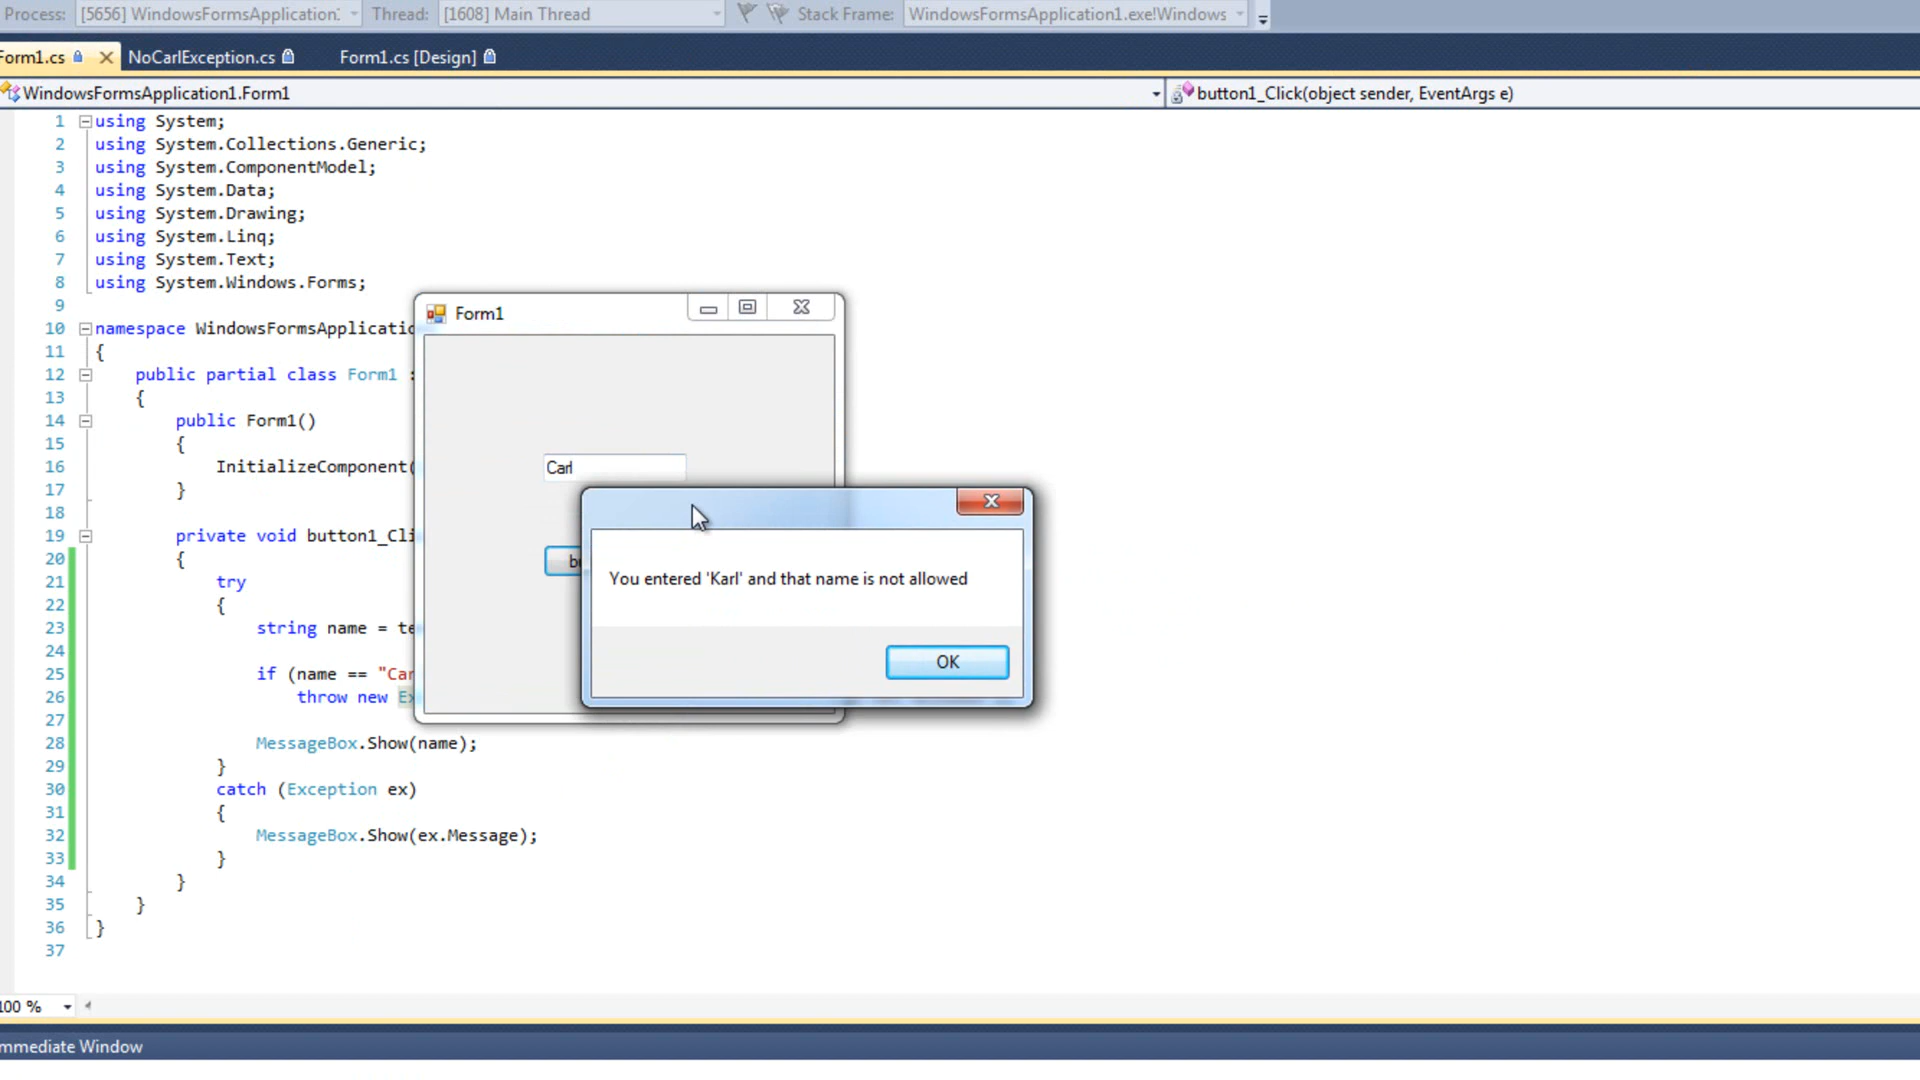 Process: [5656] WindowsFormsApplication: Thread: [1608] Main Thread Stack Frame: WindowsFormsApplication1.exe!Windows
Form1.cs NoCarlException.cs Form1.cs [Design]
WindowsFormsApplication1.Form1 button1_Click(object sender, EventArgs e)
1 using System;
2 using System.Collections.Generic;
3 using System.ComponentModel;
4 using System.Data;
5 using System.Drawing;
6 using System.Linq;
7 using System.Text;
8 using System.Windows.Forms;
9
10 namespace WindowsFormsApplicatio
11 {
12 public partial class Form1 :
13 {
14 public Form1()
15 {
16 InitializeComponent(
17 }
18
19 private void button1_Cli
20 {
21 try
22 {
23 string name = te
24
25 if (name == "Car
26 throw new Ex
27
28 MessageBox.Show(name);
29 }
30 catch (Exception ex)
31 {
32 MessageBox.Show(ex.Message);
33 }
34 }
35 }
36 }
37
Form1
Carl
You entered 'Karl' and that name is not allowed
OK
100 %
mmediate Window